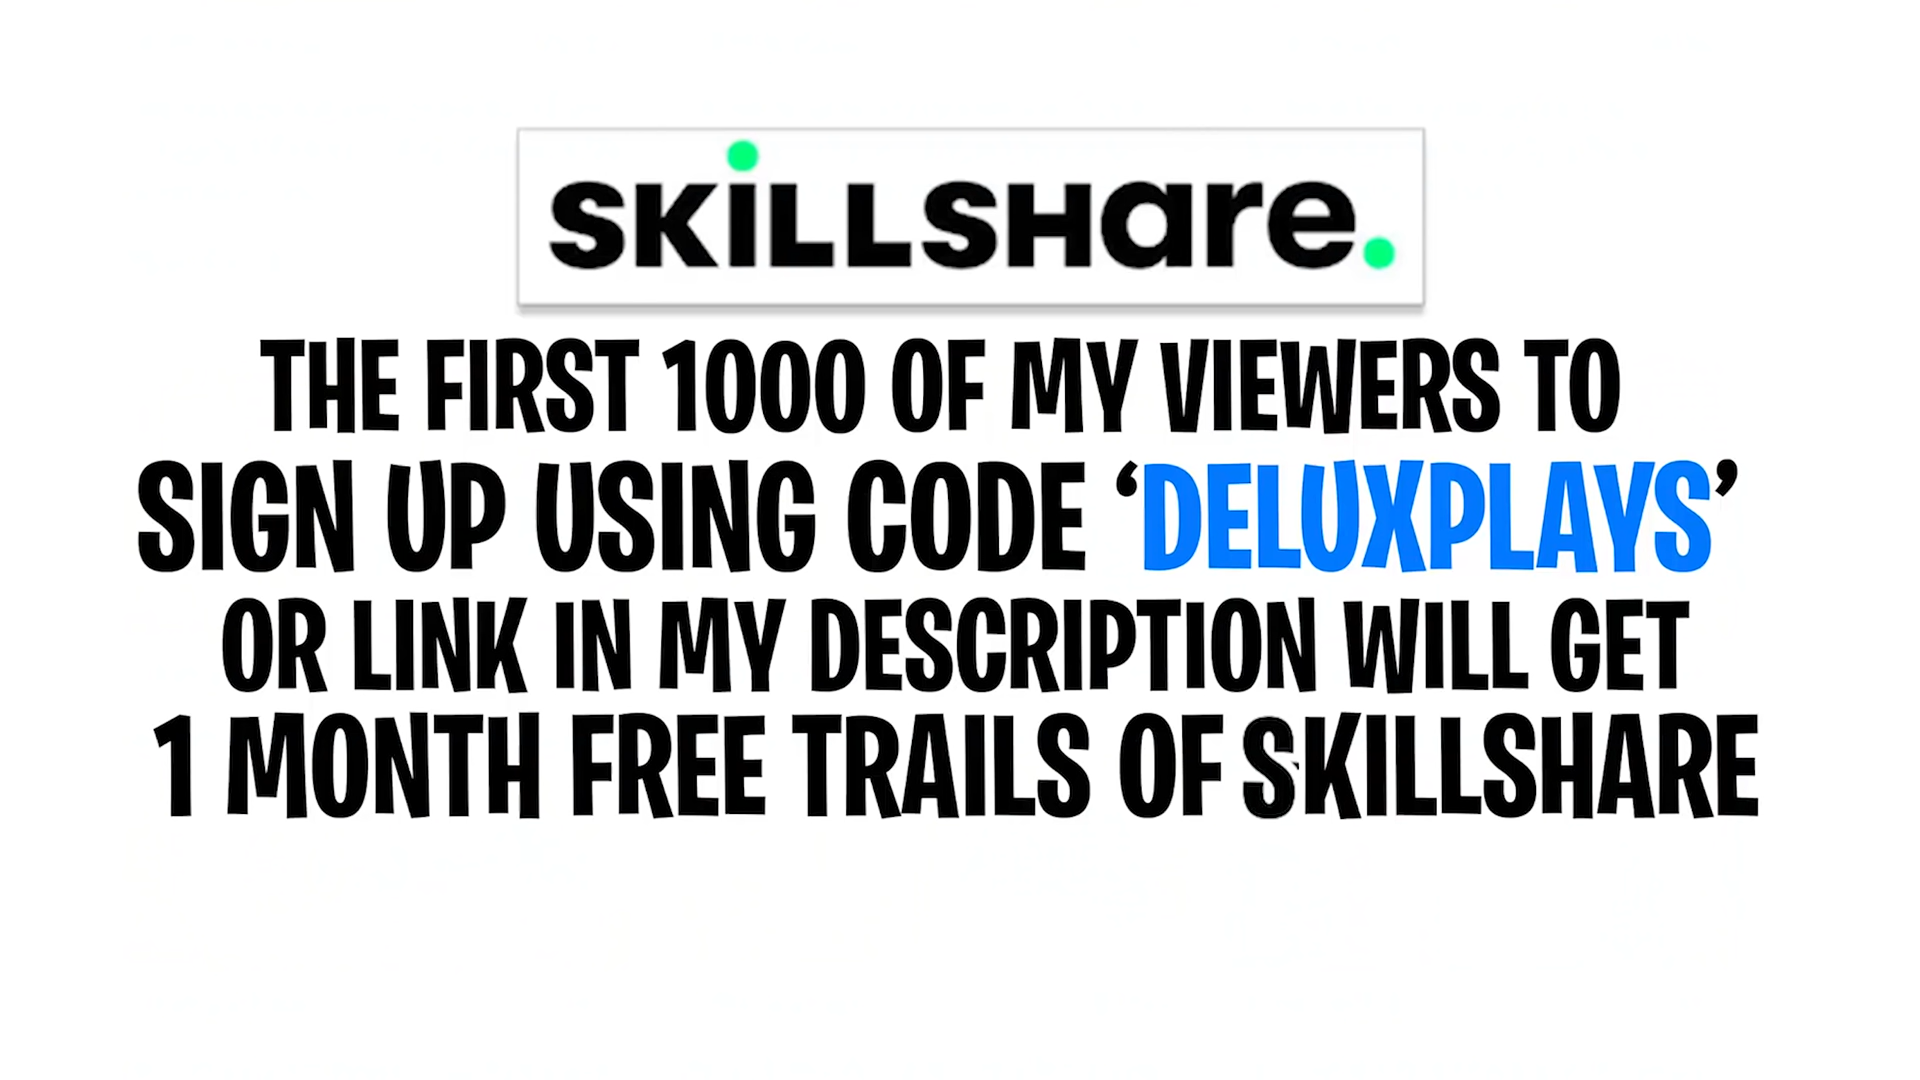 SKILLSHare.
THE FIRST 1000 OF MY VIEWERS TO
SIGN UP USING CODE ‘DELUXPLAYS’
OR LINK IN MY DESCRIPTION WILL GET
1 MONTH FREE TRAILS OF SKILLSHARE